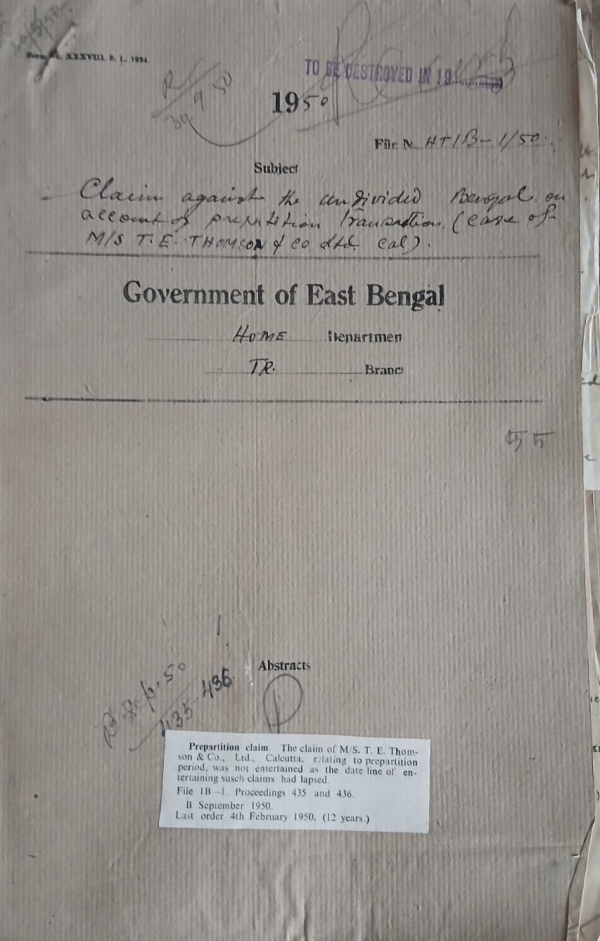 XXXVIII. B. L. 1934
TO BE DESTROYED IN 19
1950
File N. HT/B-1/50.
Subject
Claim against the undivided Bengal on
account of prepartition transaction, (case of
M/S T. E. THOMSON & CO Ltd. Cal).
Government of East Bengal
HOME Departmen
TR. Branc
Abstracts
435-436
Prepartition claim. The claim of M/S. T. E. Thom-
son & Co., Ltd., Calcutta, relating to prepartition
period, was not entertained as the date line of en-
tertaining susch claims had lapsed.
File 1B—1. Proceedings 435 and 436.
B September 1950.
Last order 4th February 1950. (12 years.)